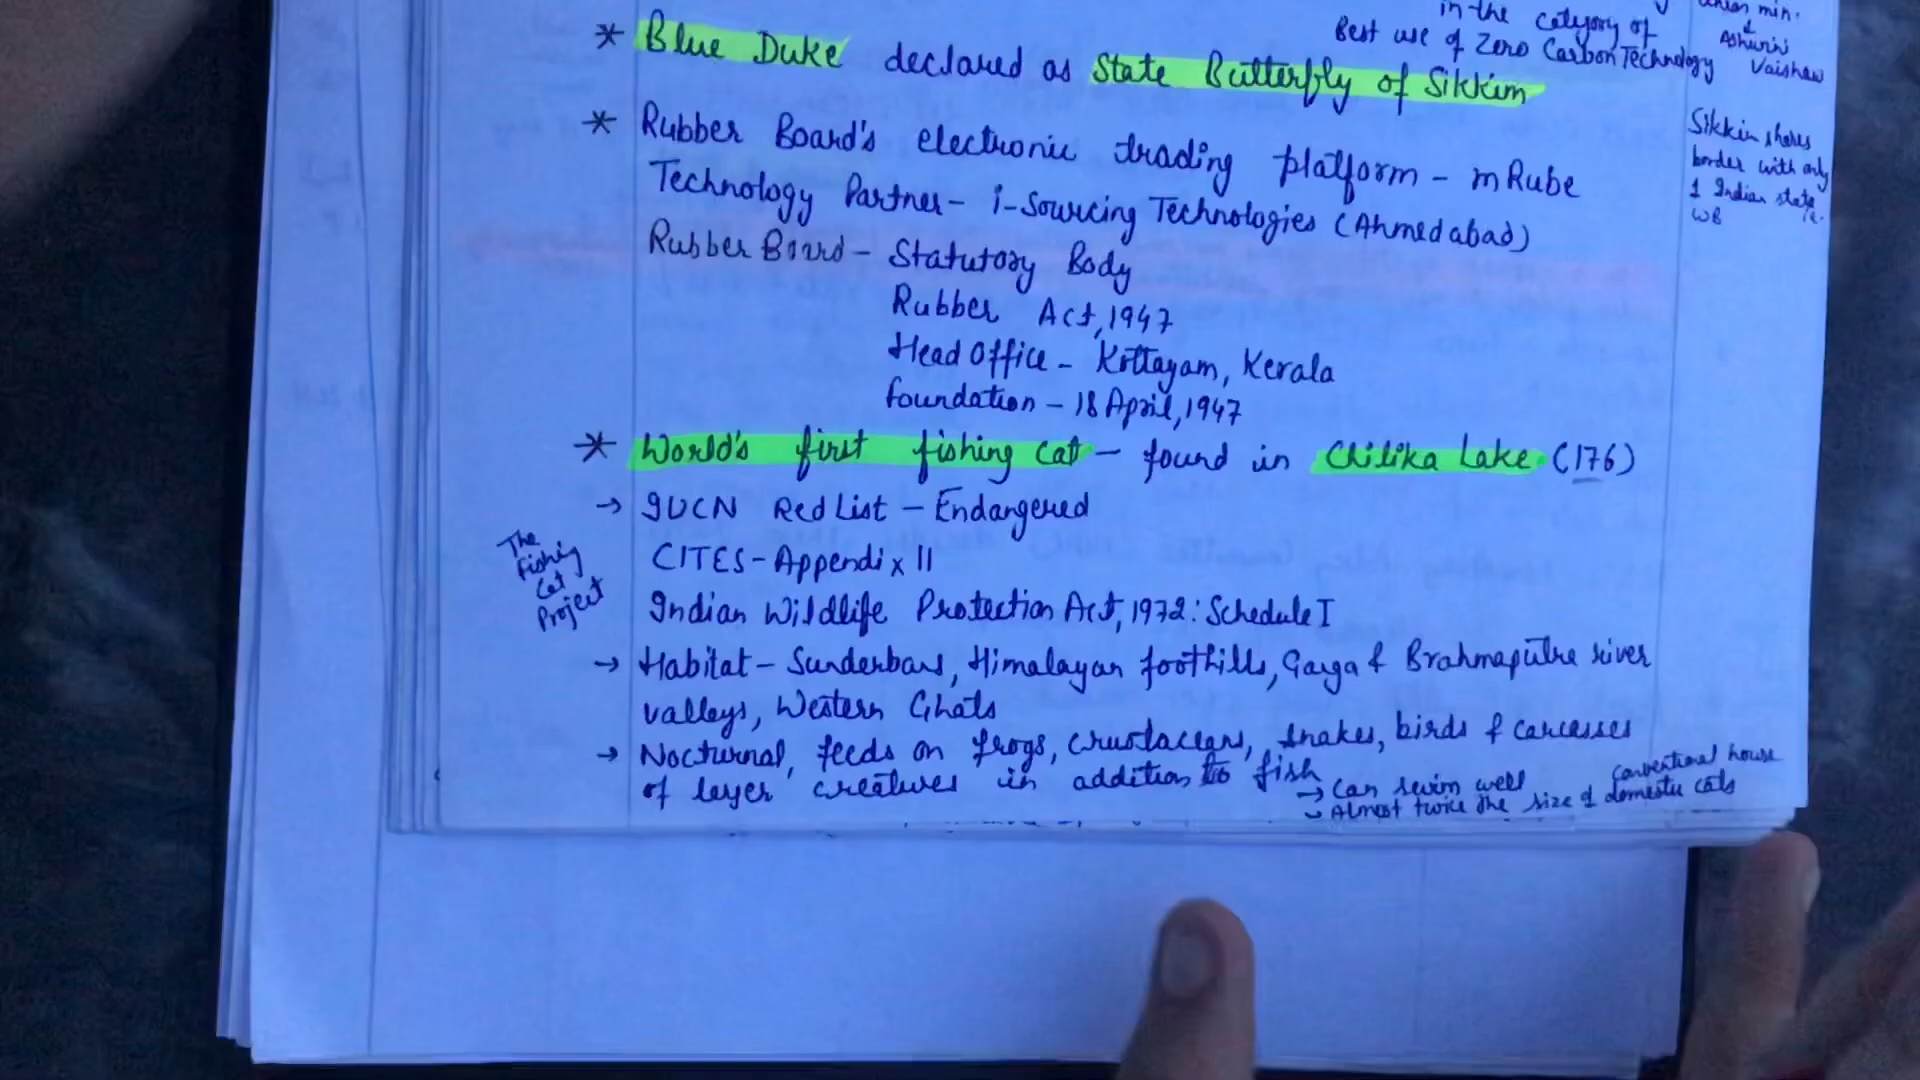 in the category of
Best use of Zero Carbon Technology
min.
&
Ashwini
Vaishaw
* Blue Duke declared as State Butterfly of Sikkim
* Rubber Board's electronic trading platform - mRube
Technology Partner - i-Sourcing Technologies (Ahmedabad)
Sikkim shares
border with only
1 Indian state
WB
Rubber Board - Statutory Body
Rubber Act, 1947
Head Office - Kottayam, Kerala
foundation - 18 April, 1947
* World's first fishing cat - found in Chilika Lake (176)
→ IUCN Red List - Endangered
The
Fishing
Cat
Project
CITES - Appendix II
Indian Wildlife Protection Act, 1972: Schedule I
→ Habitat - Sunderbans, Himalayan foothills, Ganga & Brahmaputra river
valleys, Western Ghats
→ Nocturnal, feeds on frogs, crustaceans, snakes, birds & carcasses
of layer creatures in addition to fish
→ Can swim well
→ Almost twice the size of domestic cats
conventional house